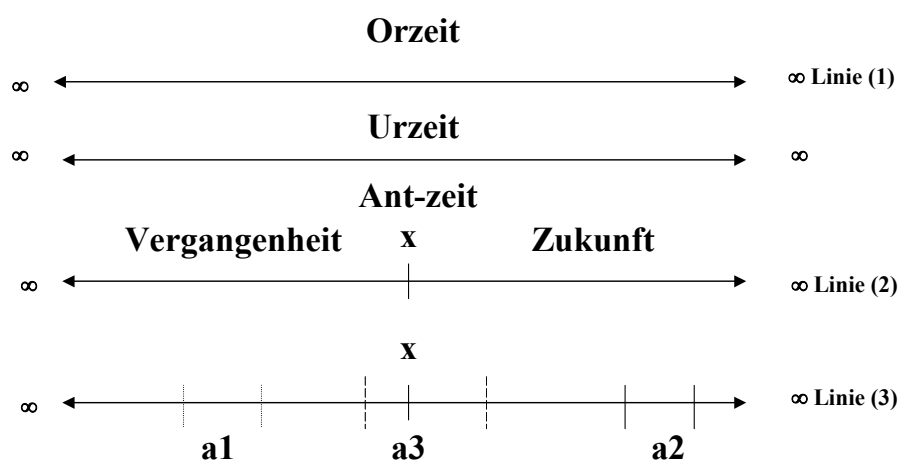 Orzeit
∞ ∞ Linie (1)
Urzeit
∞ ∞
Ant-zeit
Vergangenheit x Zukunft
∞ ∞ Linie (2)
x
∞ ∞ Linie (3)
a1 a3 a2